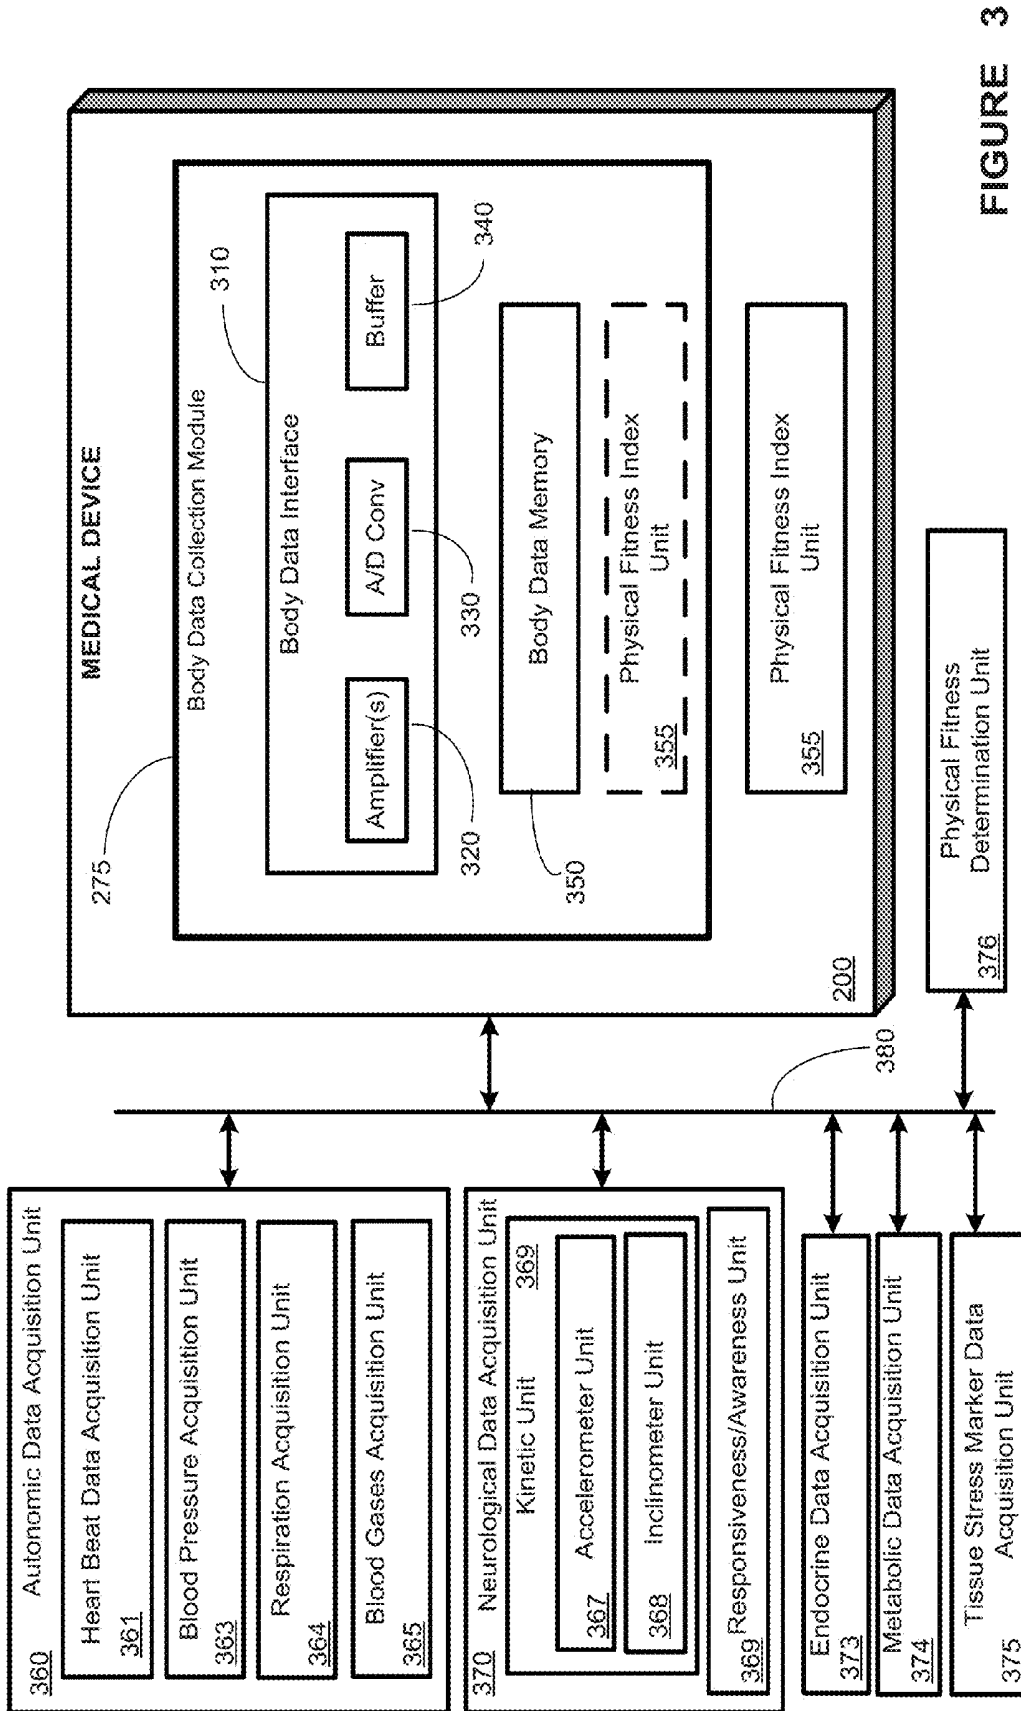 MEDICAL DEVICE
275
Body Data Collection Module
310
Body Data Interface
Amplifier(s)
A/D Conv
Buffer
320
330
340
350
Body Data Memory
Physical Fitness Index
Unit
355
Physical Fitness Index
Unit
355
200
Autonomic Data Acquisition Unit
360
Heart Beat Data Acquisition Unit
361
Blood Pressure Acquisition Unit
363
Respiration Acquisition Unit
364
Blood Gases Acquisition Unit
365
Neurological Data Acquisition Unit
370
Kinetic Unit
369
Accelerometer Unit
367
Inclinometer Unit
368
Responsiveness/Awareness Unit
369
Endocrine Data Acquisition Unit
373
Metabolic Data Acquisition Unit
374
Tissue Stress Marker Data
Acquisition Unit
375
380
Physical Fitness
Determination Unit
376
FIGURE 3